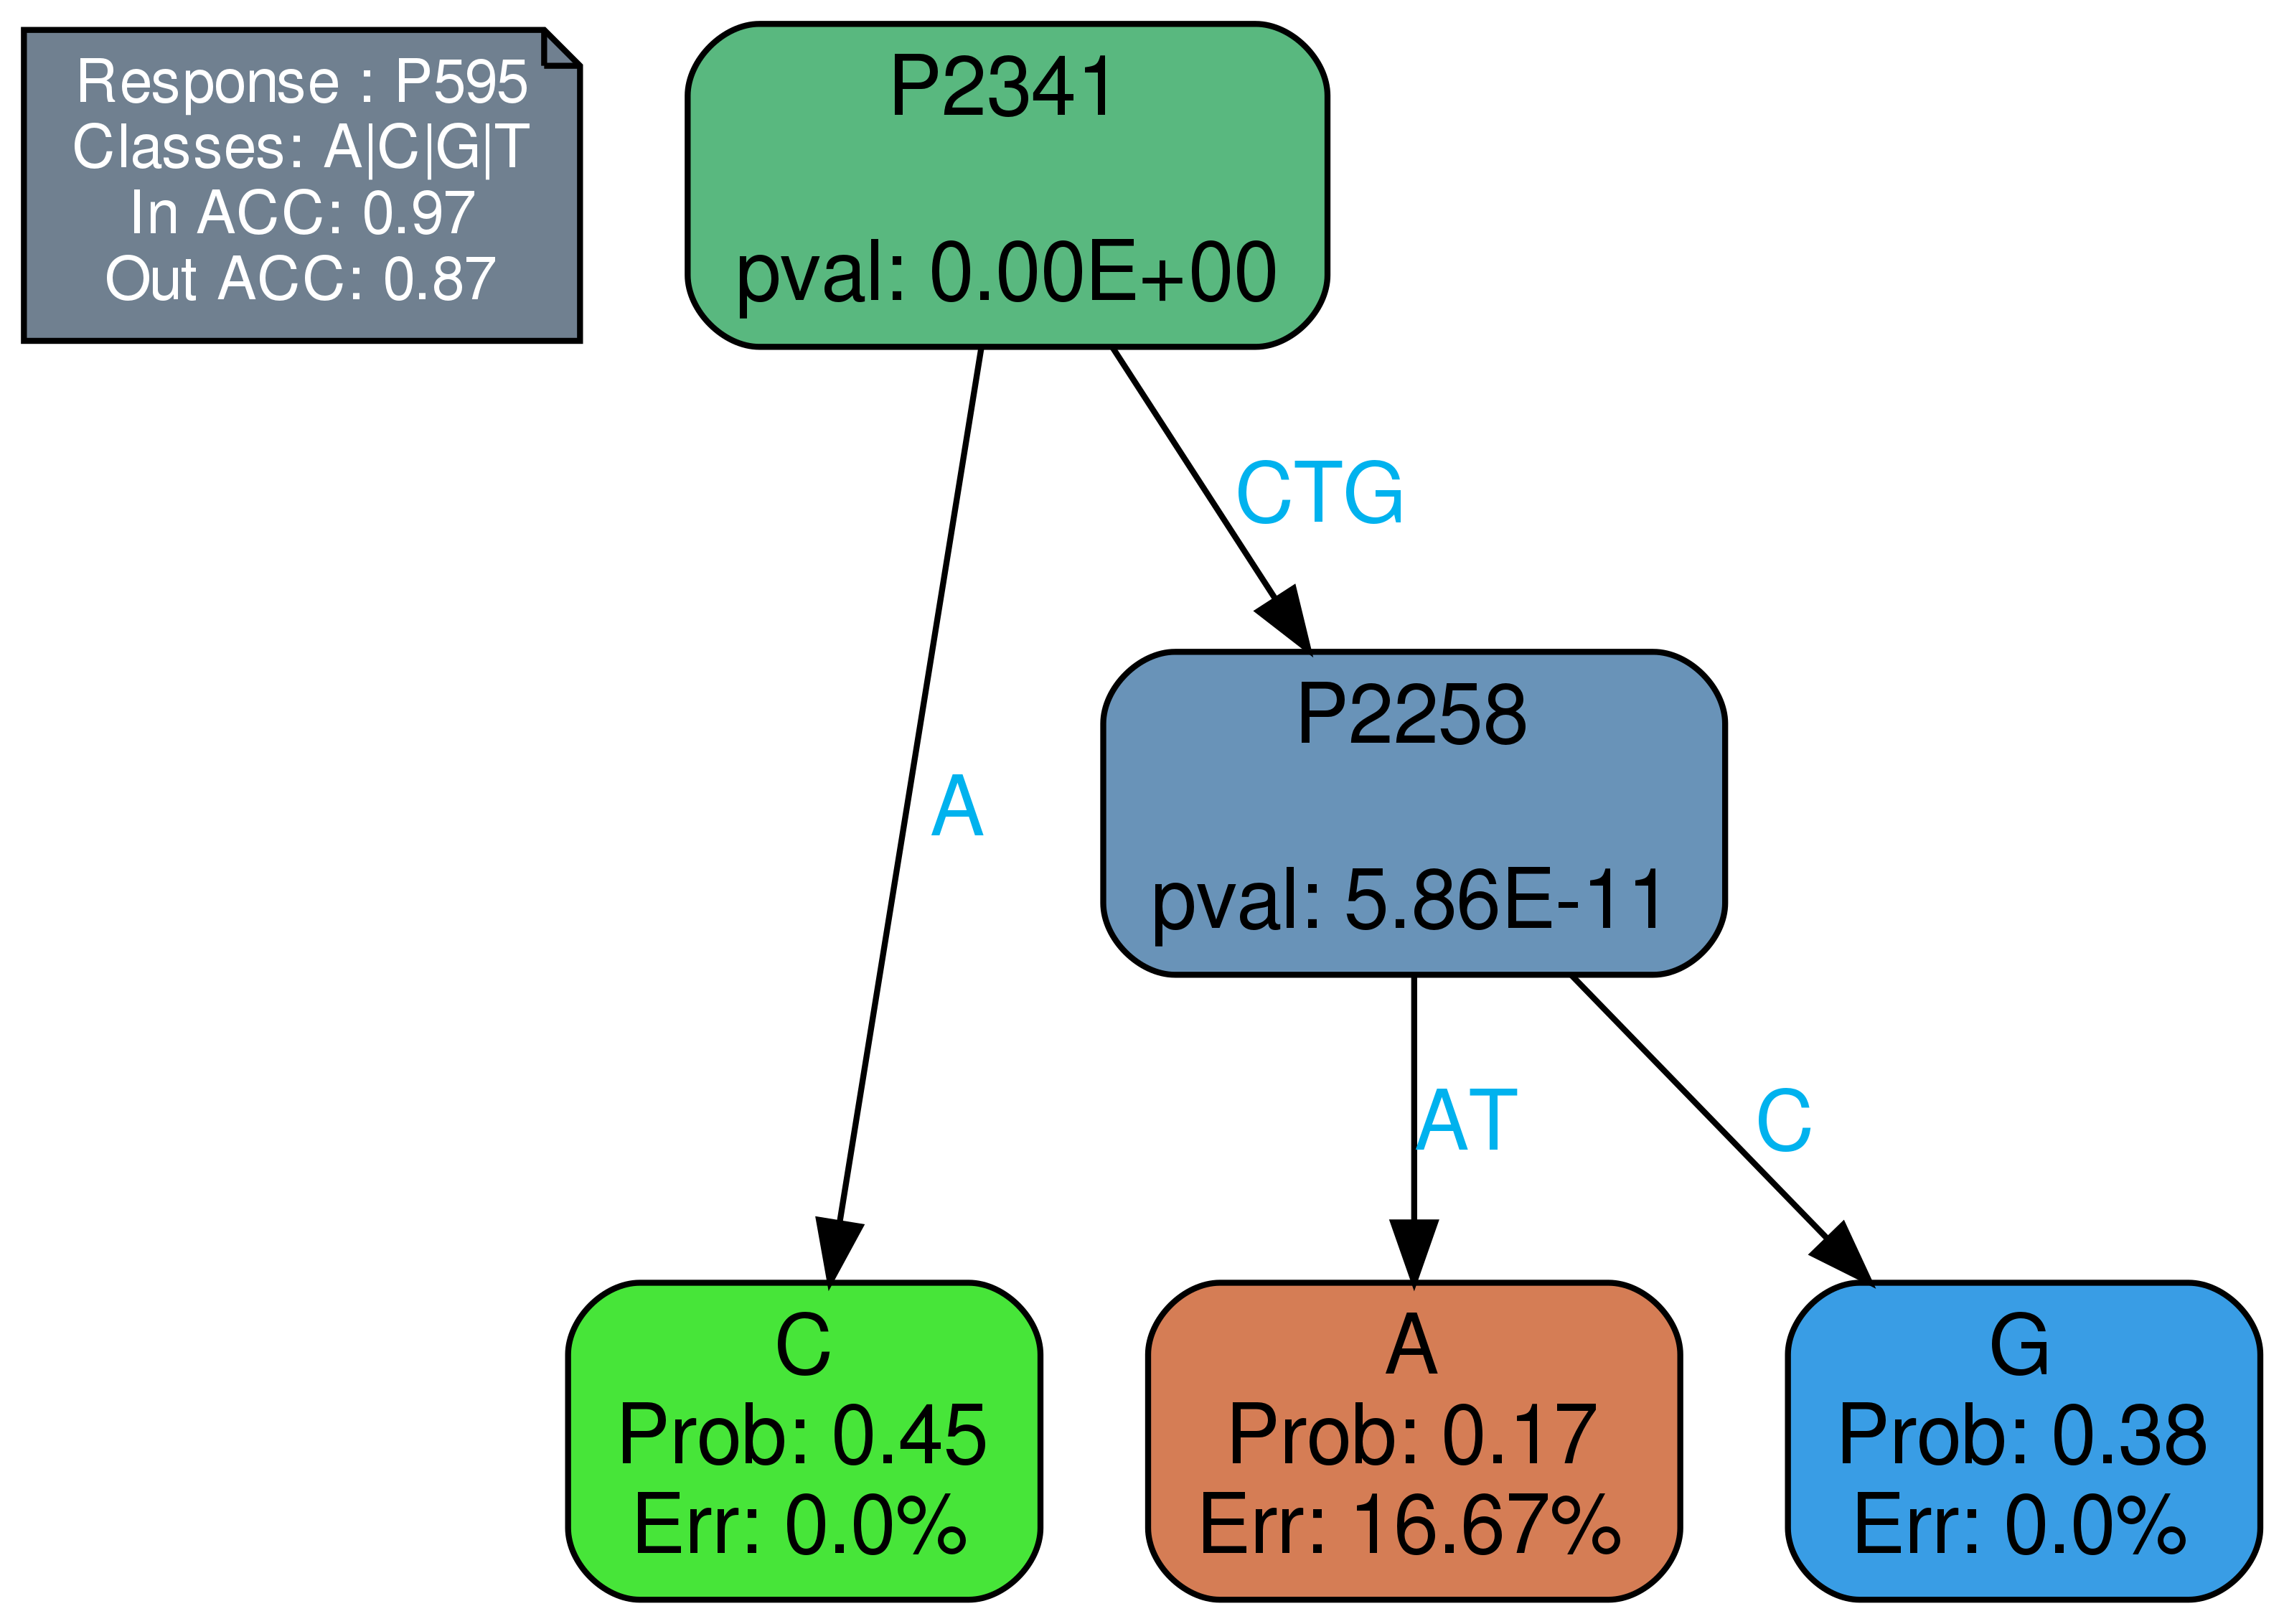 Response : P595
Classes: A|C|G|T
In ACC: 0.97
Out ACC: 0.87
P2341
pval: 0.00E+00
CTG
A
P2258
pval: 5.86E-11
AT
C
C
Prob: 0.45
Err: 0.0%
A
Prob: 0.17
Err: 16.67%
G
Prob: 0.38
Err: 0.0%